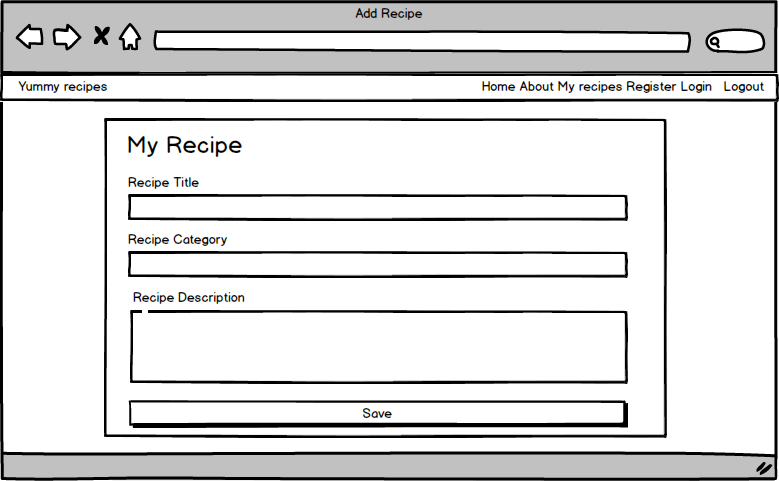 Add Recipe
Yummy recipes
Home About My recipes Register Login Logout
My Recipe
Recipe Title
Recipe Category
Recipe Description
Save